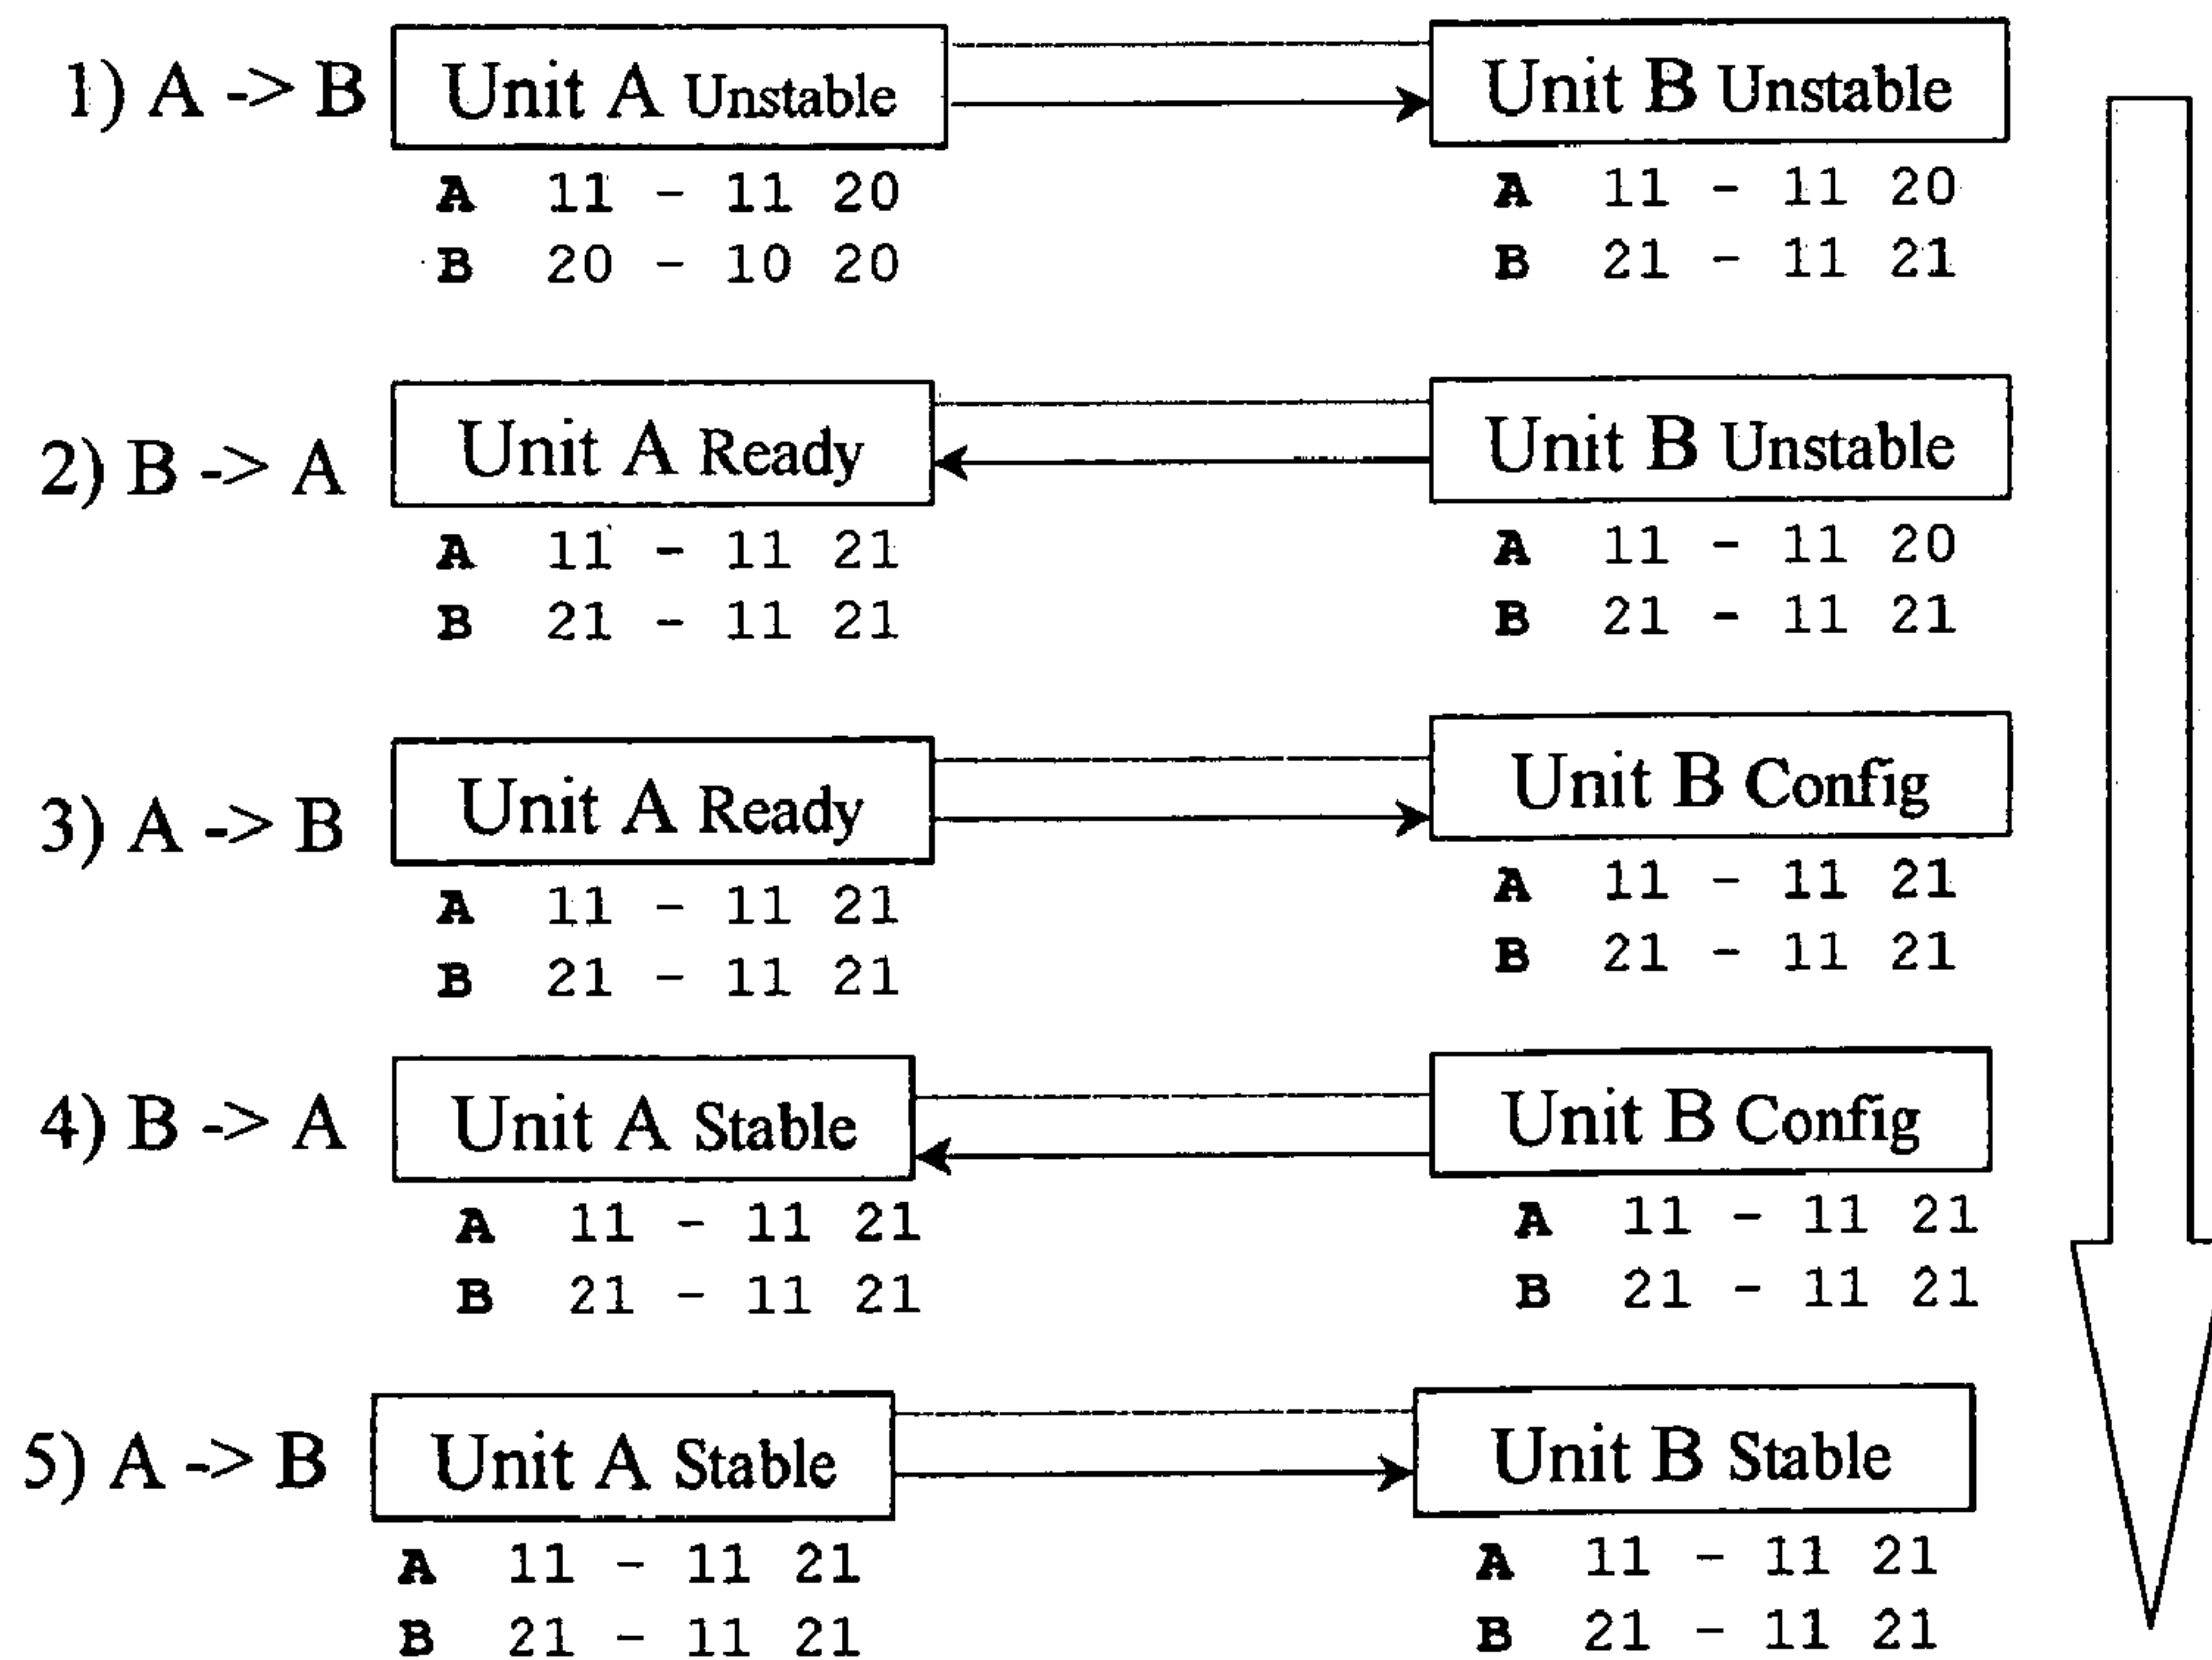 1) A -> B Unit A Unstable Unit B Unstable
A 11 - 11 20 A 11 - 11 20
B 20 - 10 20 B 21 - 11 21
2) B -> A Unit A Ready Unit B Unstable
A 11 - 11 21 A 11 - 11 20
B 21 - 11 21 B 21 - 11 21
3) A -> B Unit A Ready Unit B Config
A 11 - 11 21 A 11 - 11 21
B 21 - 11 21 B 21 - 11 21
4) B -> A Unit A Stable Unit B Config
A 11 - 11 21 A 11 - 11 21
B 21 - 11 21 B 21 - 11 21
5) A -> B Unit A Stable Unit B Stable
A 11 - 11 21 A 11 - 11 21
B 21 - 11 21 B 21 - 11 21